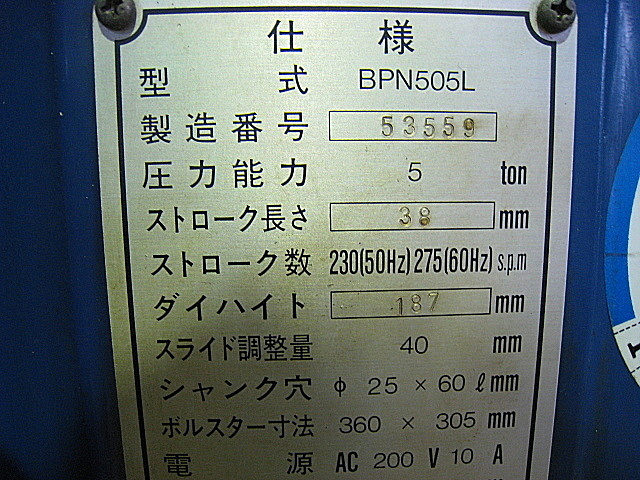 仕様
型式 BPN505L
製造番号 53559
圧力能力 5 ton
ストローク長さ 38 mm
ストローク数 230(50Hz)275(60Hz) s.p.m
ダイハイト 187 mm
スライド調整量 40 mm
シャンク穴 φ 25 × 60 ℓ mm
ボルスター寸法 360 × 305 mm
電源 AC 200 V 10 A